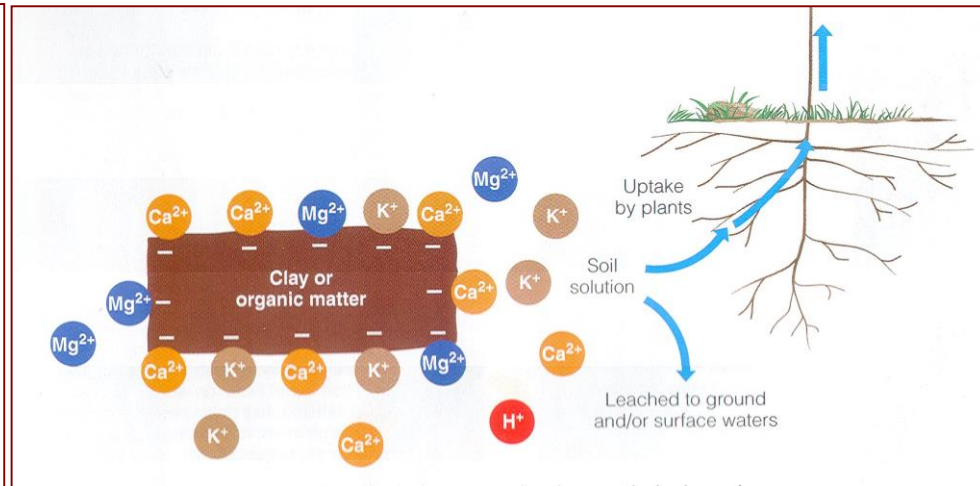 Mg2+
Ca2+ Ca2+ Mg2+ K+ Ca2+
K+
Uptake
by plants
– – – – –
Clay or
organic matter
–
–
Mg2+
Ca2+
K+
Soil
solution
Mg2+
– – – – –
Ca2+ K+ Ca2+ K+ Mg2+
Ca2+
Leached to ground
and/or surface waters
K+
Ca2+
H+